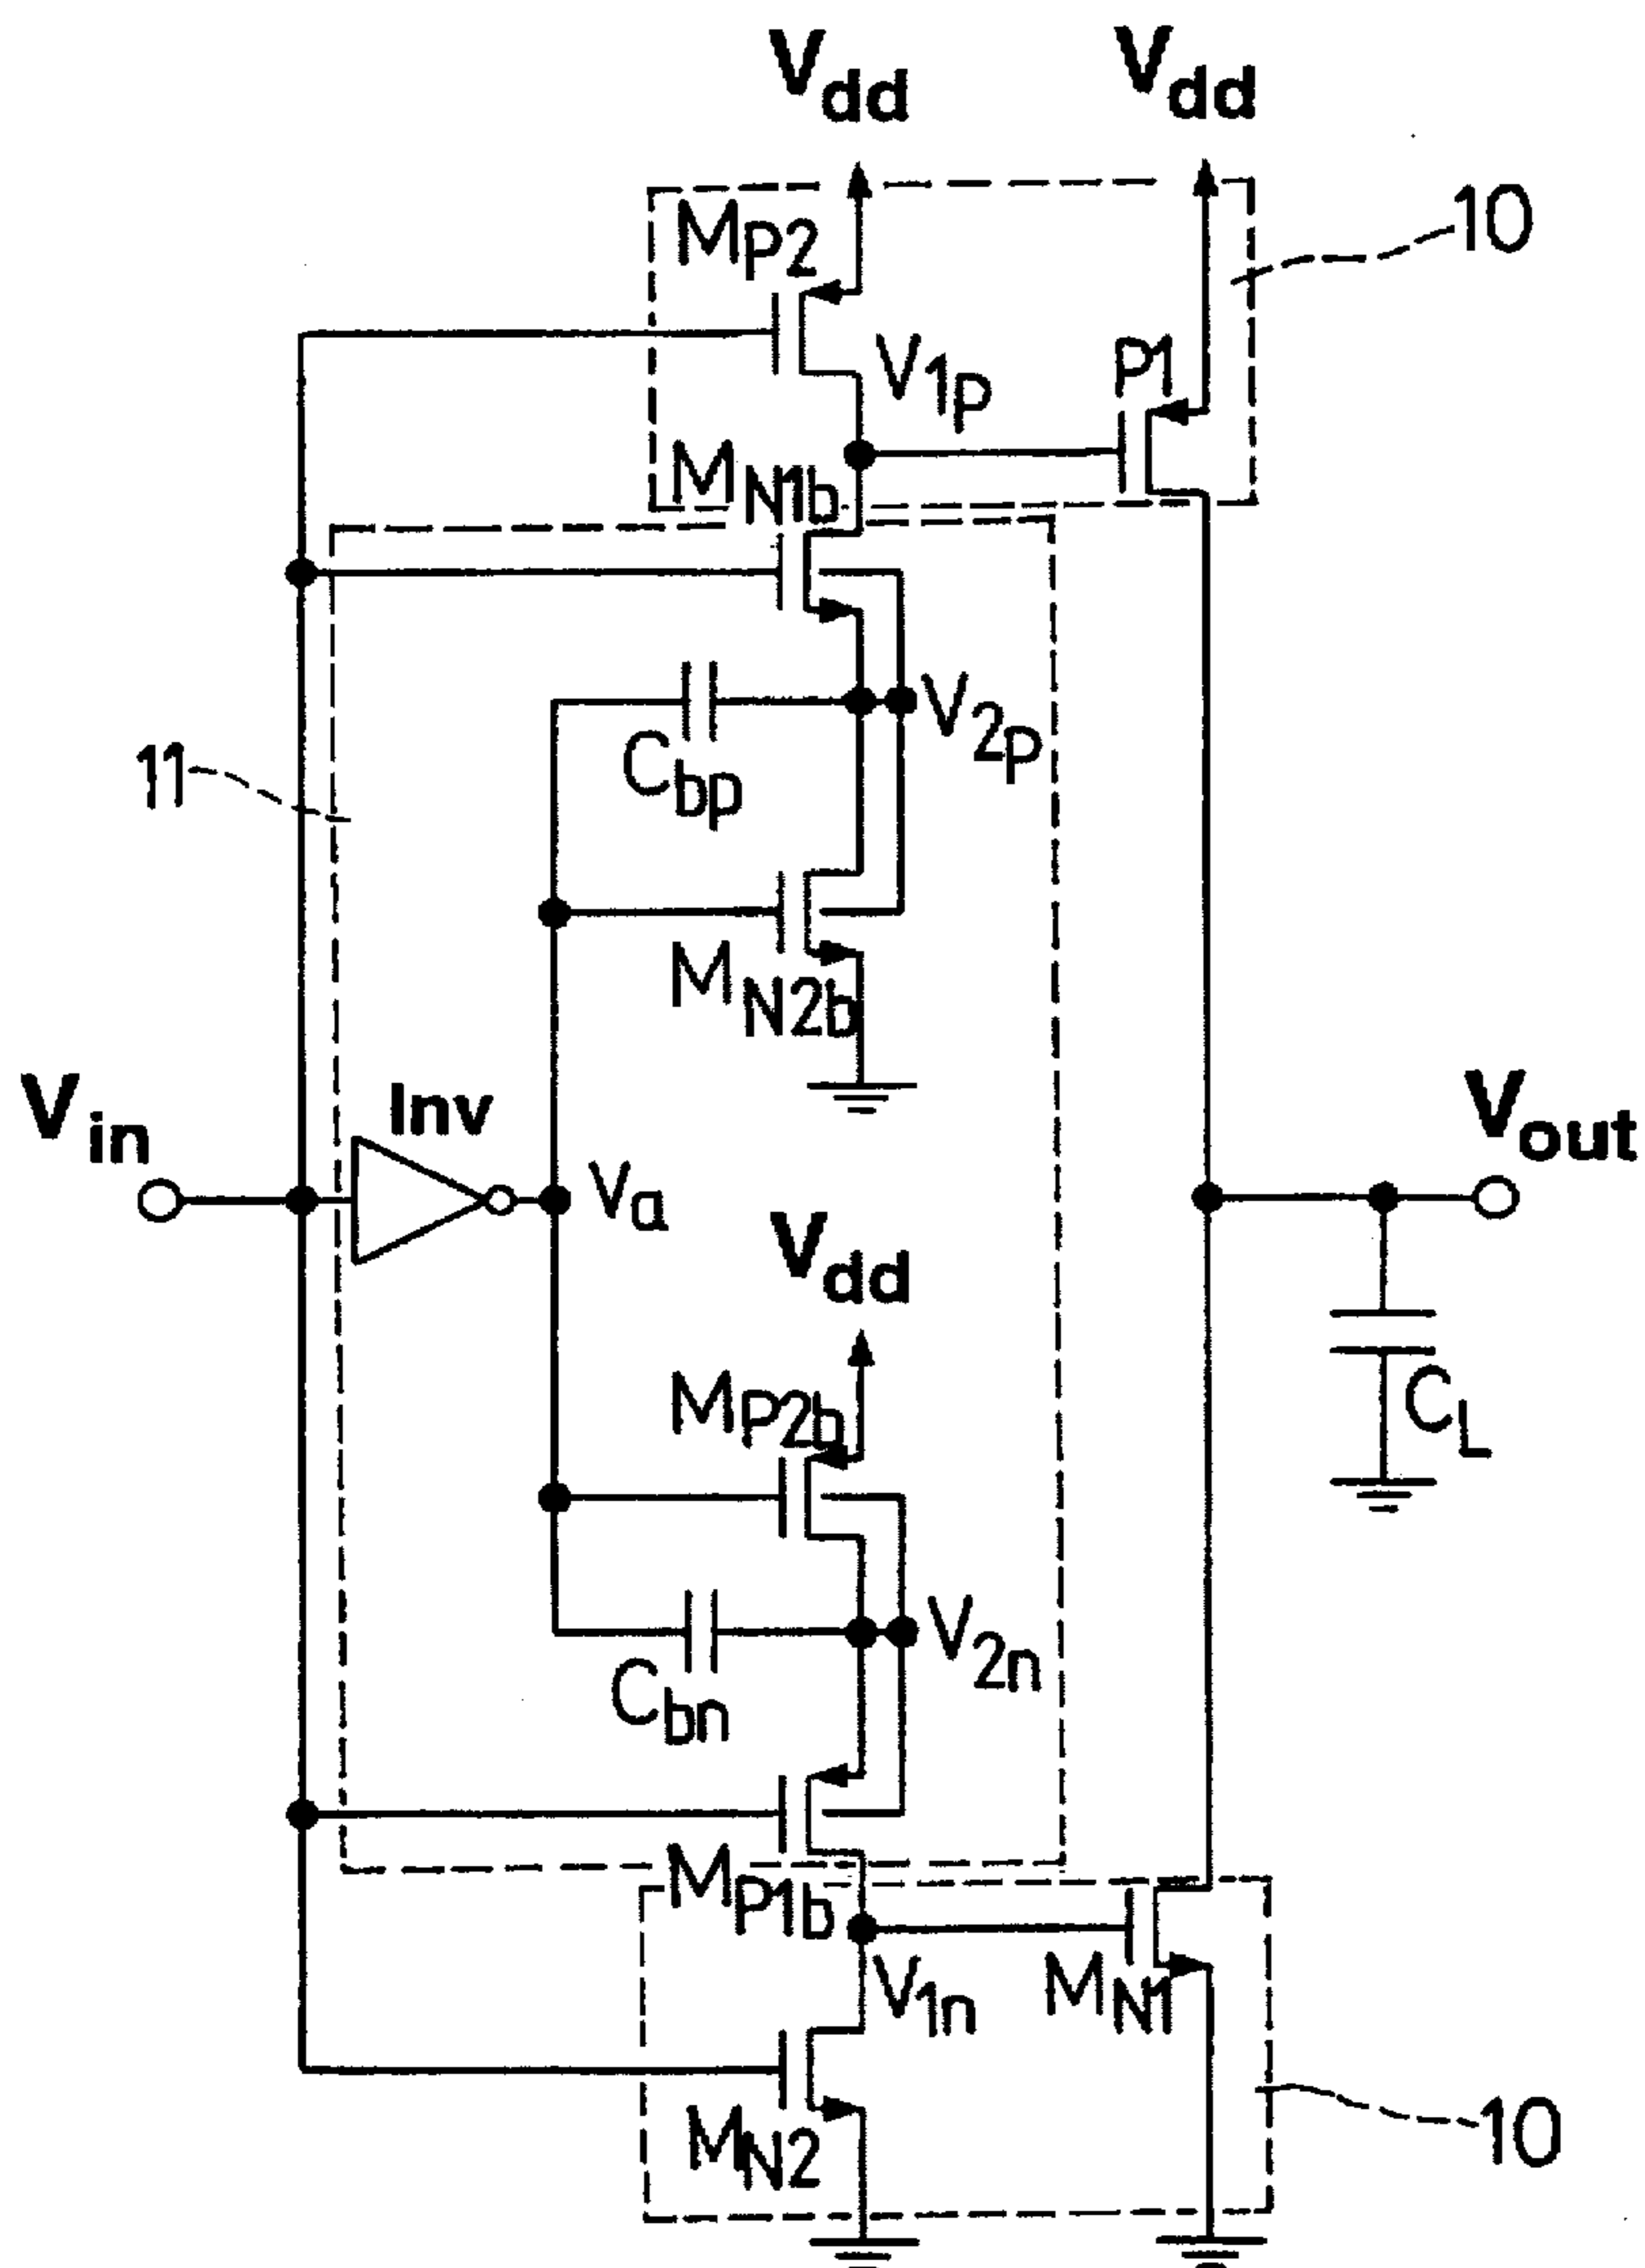 Vdd Vdd
MP2
10
V1p
P1
MN1b
V2p
Cbp
11
MN2b
Vin
Inv
Va
Vout
Vdd
CL
MP2b
V2n
Cbn
MP1b
V1n
MN1
MN2
10